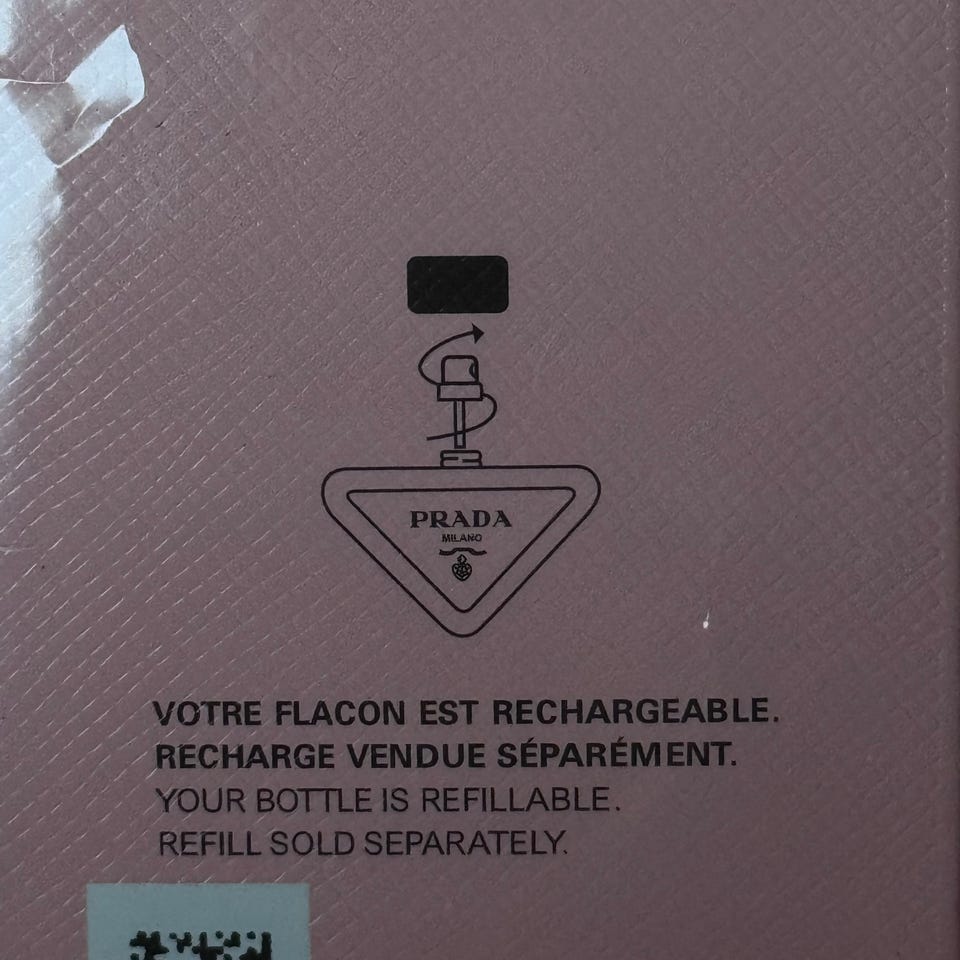 PRADA
MILANO
VOTRE FLACON EST RECHARGEABLE.
RECHARGE VENDUE SÉPARÉMENT.
YOUR BOTTLE IS REFILLABLE.
REFILL SOLD SEPARATELY.